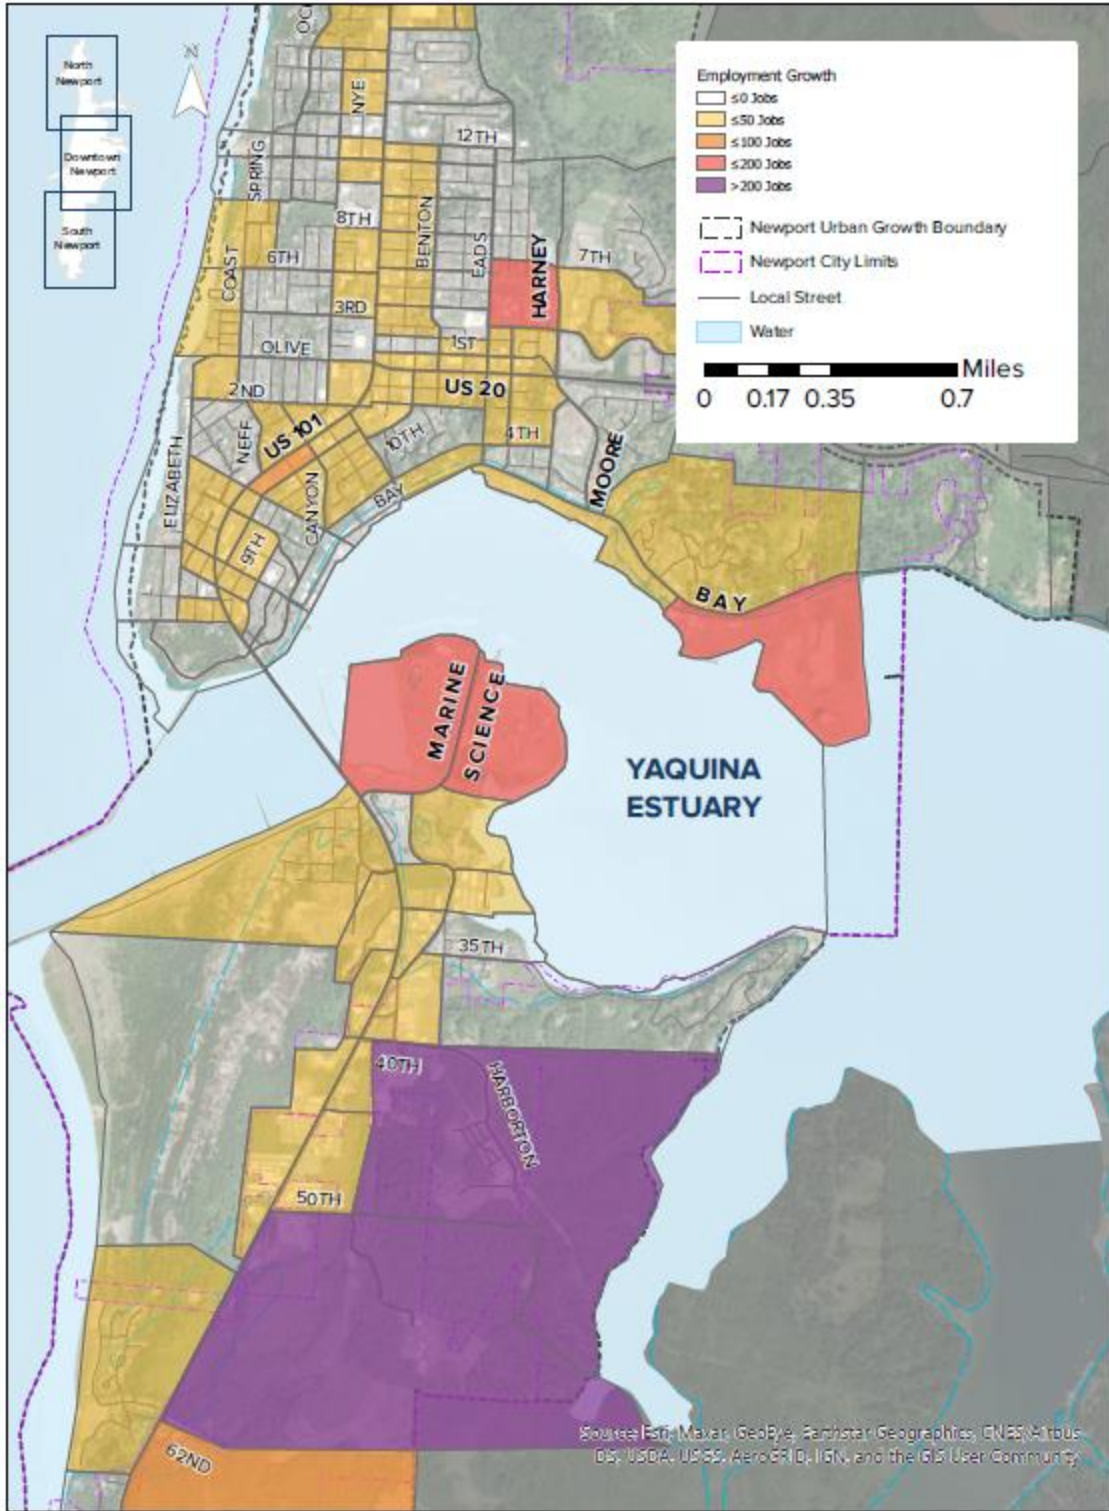 North
Newport
Downtown
Newport
South
Newport
N
Employment Growth
≤0 Jobs
≤50 Jobs
≤100 Jobs
≤200 Jobs
>200 Jobs
Newport Urban Growth Boundary
Newport City Limits
Local Street
Water
Miles
0 0.17 0.35 0.7
NYE
12TH
SPRING
8TH
BENTON
EADS
HARNEY
7TH
6TH
COAST
3RD
1ST
OLIVE
2ND
US 20
US 101
NEFF
10TH
4TH
MOORE
ELIZABETH
CANYON
BAY
9TH
BAY
MARINE
SCIENCE
YAQUINA
ESTUARY
35TH
40TH
HARBORTON
50TH
62ND
Source: Esri, Maxar, GeoEye, Earthstar Geographics, CNES/Airbus
DS, USDA, USGS, AeroGRID, IGN, and the GIS User Community